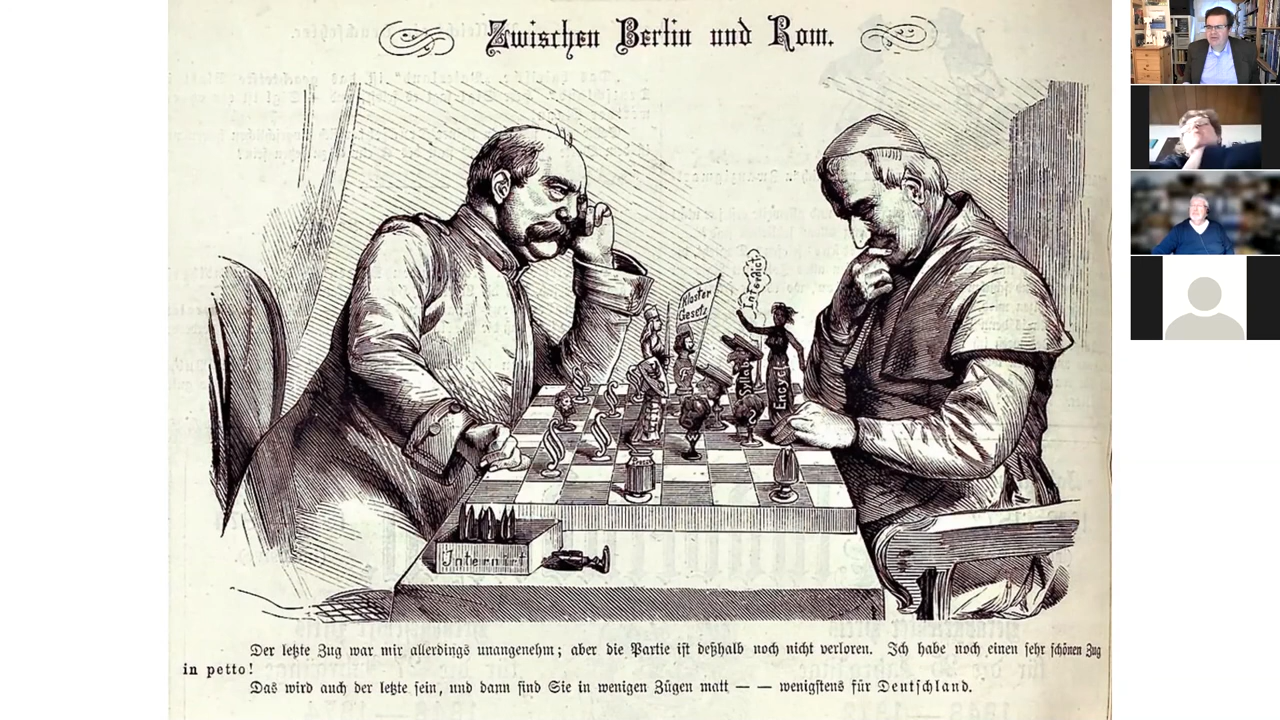 Zwischen Berlin und Rom.
Interdict
Kloster
Gesetz
Syllab
Encycl
Internirt
Der letzte Zug war mir allerdings unangenehm; aber die Partie ist deßhalb noch nicht verloren. Ich habe noch einen sehr schönen Zug
in petto!
Das wird auch der letzte sein, und dann sind Sie in wenigen Zügen matt — — wenigstens für Deutschland.